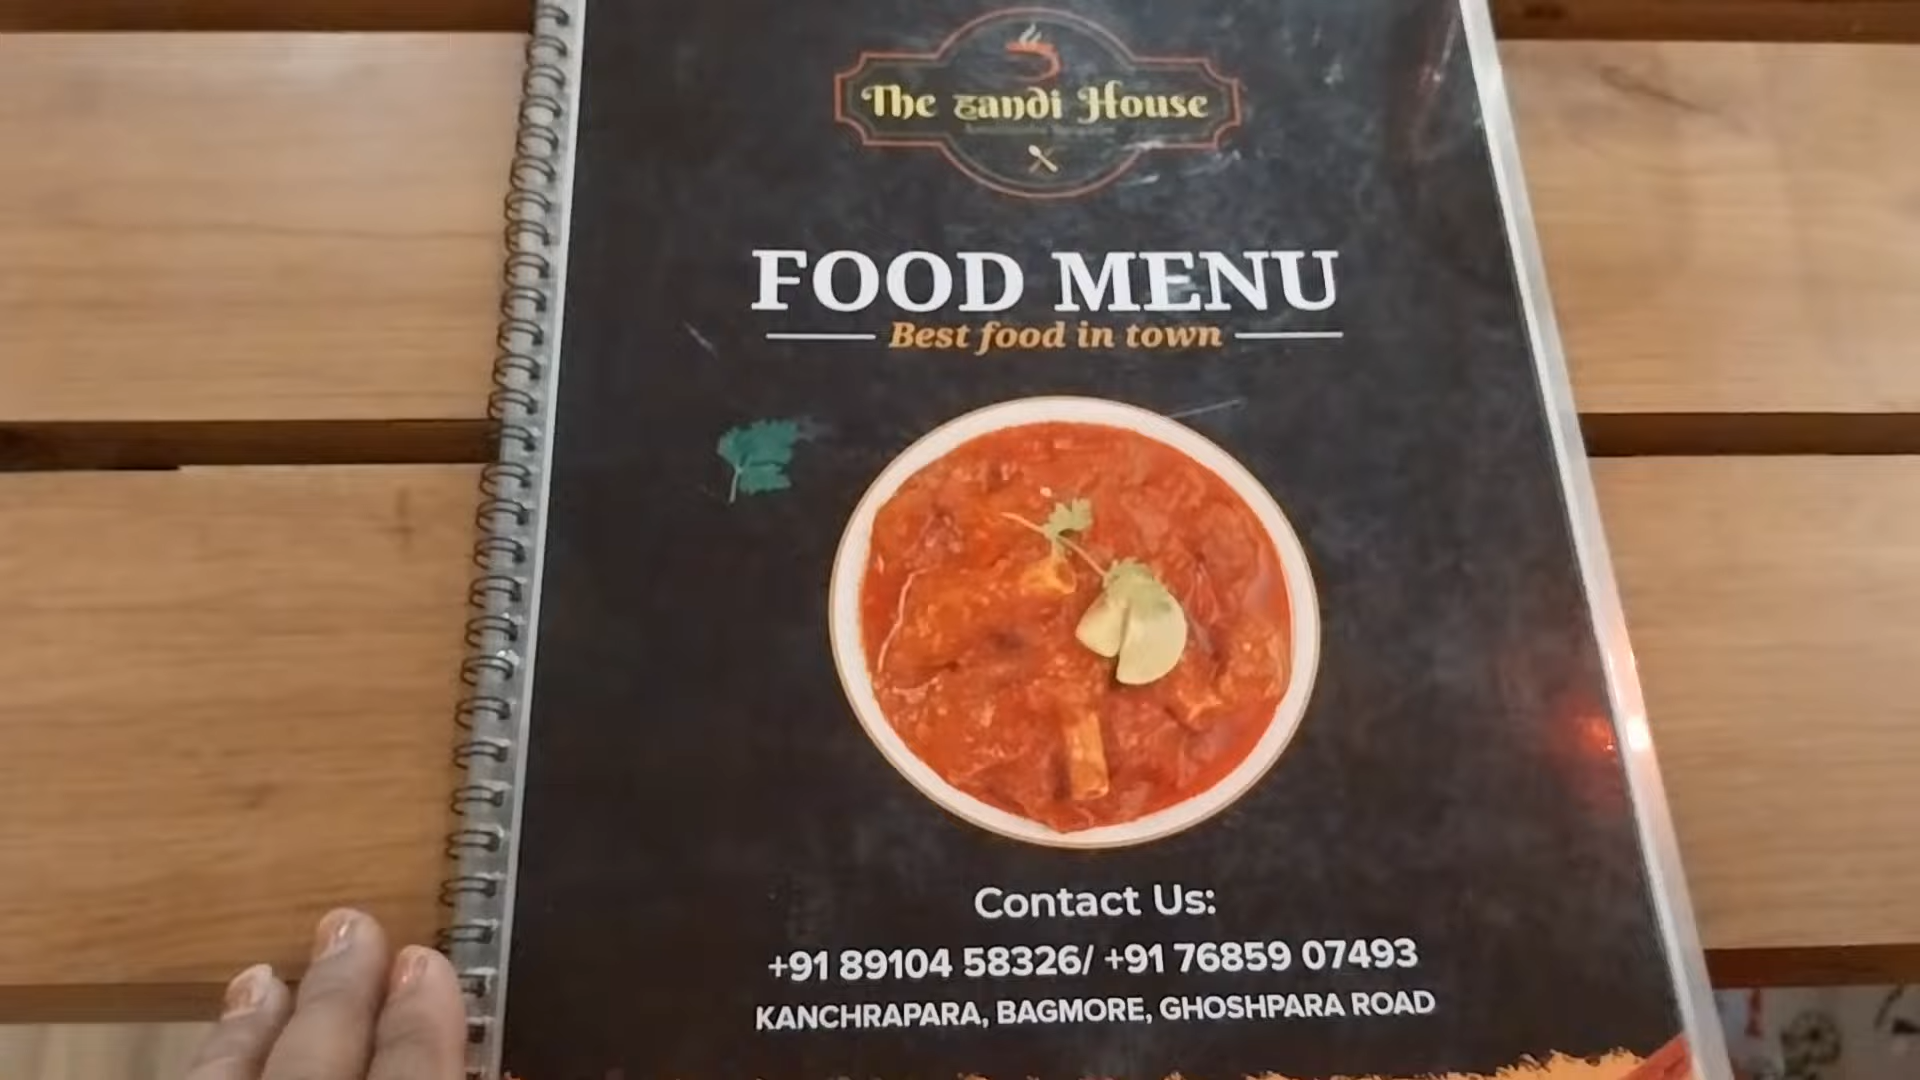 The हandi House
FOOD MENU
Best food in town
Contact Us:
+91 89104 58326/ +91 76859 07493
KANCHRAPARA, BAGMORE, GHOSHPARA ROAD